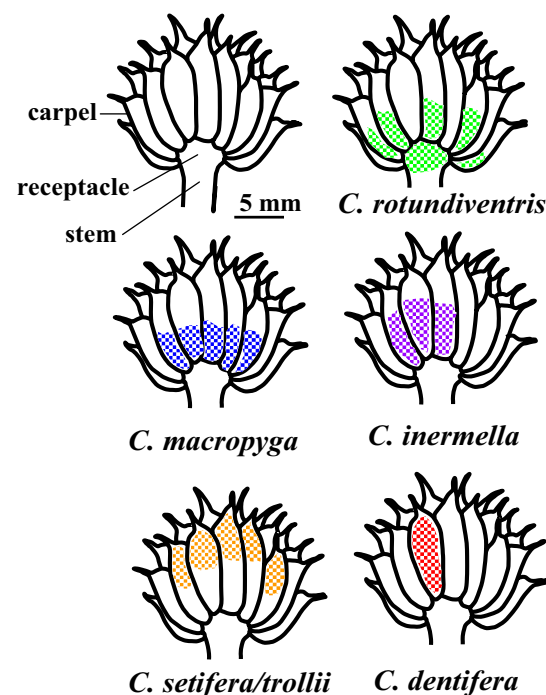 carpel
receptacle
stem
5 mm
C. rotundiventris
C. macropyga
C. inermella
C. setifera/trollii
C. dentifera